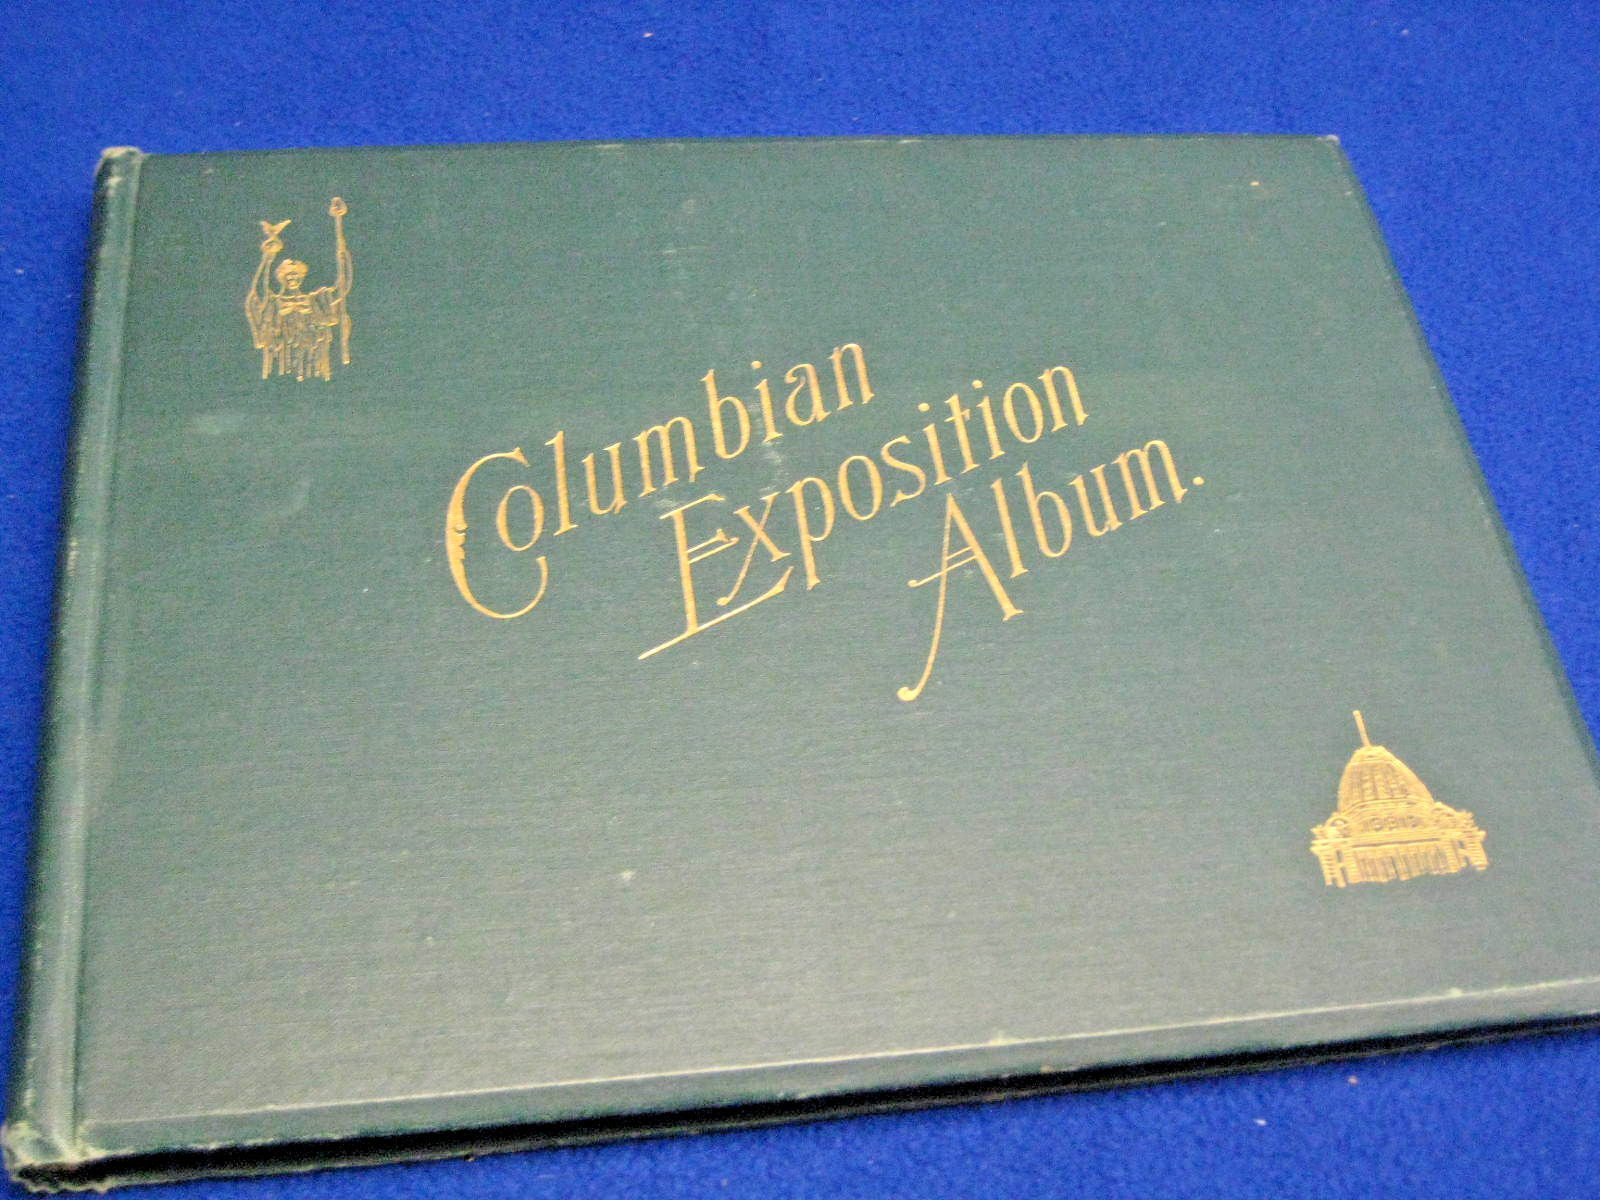 Columbian
Exposition
Album.